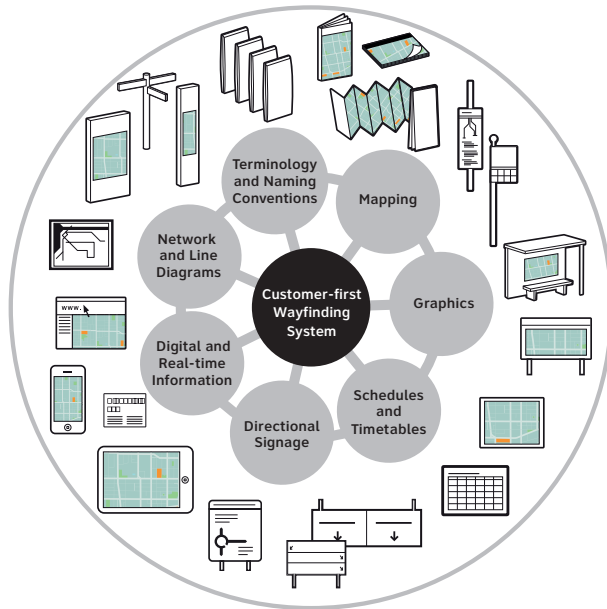 Terminology
and Naming
Conventions
Mapping
Network and
Line
Diagrams
Customer-first
Wayfinding
System
Graphics
www.
Digital and
Real-time
Information
Schedules
and
Timetables
Directional
Signage